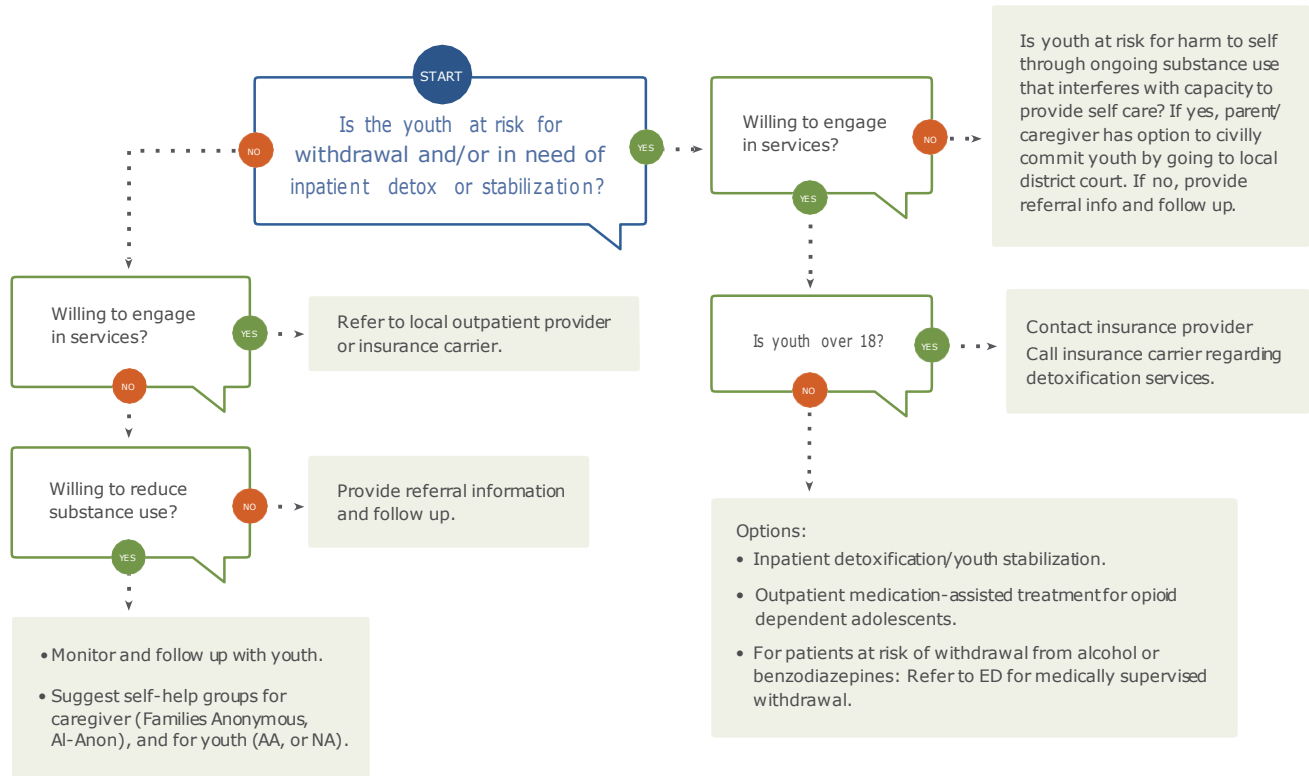 START
Is the youth at risk for
withdrawal and/or in need of
inpatient detox or stabilization?
NO
YES
Willing to engage
in services?
NO
YES
Is youth at risk for harm to self
through ongoing substance use
that interferes with capacity to
provide self care? If yes, parent/
caregiver has option to civilly
commit youth by going to local
district court. If no, provide
referral info and follow up.
Willing to engage
in services?
YES
NO
Refer to local outpatient provider
or insurance carrier.
Is youth over 18?
YES
NO
Contact insurance provider
Call insurance carrier regarding
detoxification services.
Willing to reduce
substance use?
NO
YES
Provide referral information
and follow up.
Options:
• Inpatient detoxification/youth stabilization.
• Outpatient medication-assisted treatment for opioid
dependent adolescents.
• For patients at risk of withdrawal from alcohol or
benzodiazepines: Refer to ED for medically supervised
withdrawal.
• Monitor and follow up with youth.
• Suggest self-help groups for
caregiver (Families Anonymous,
Al-Anon), and for youth (AA, or NA).